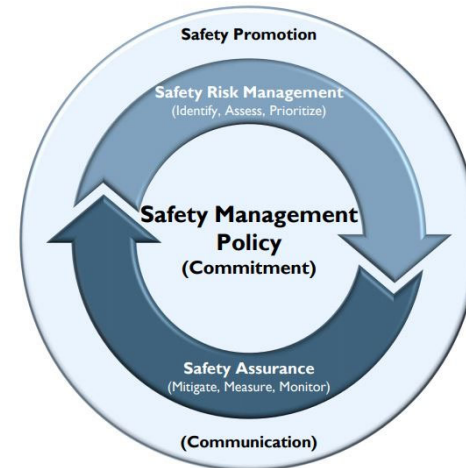 Safety Promotion
Safety Risk Management
(Identify, Assess, Prioritize)
Safety Management
Policy
(Commitment)
Safety Assurance
(Mitigate, Measure, Monitor)
(Communication)